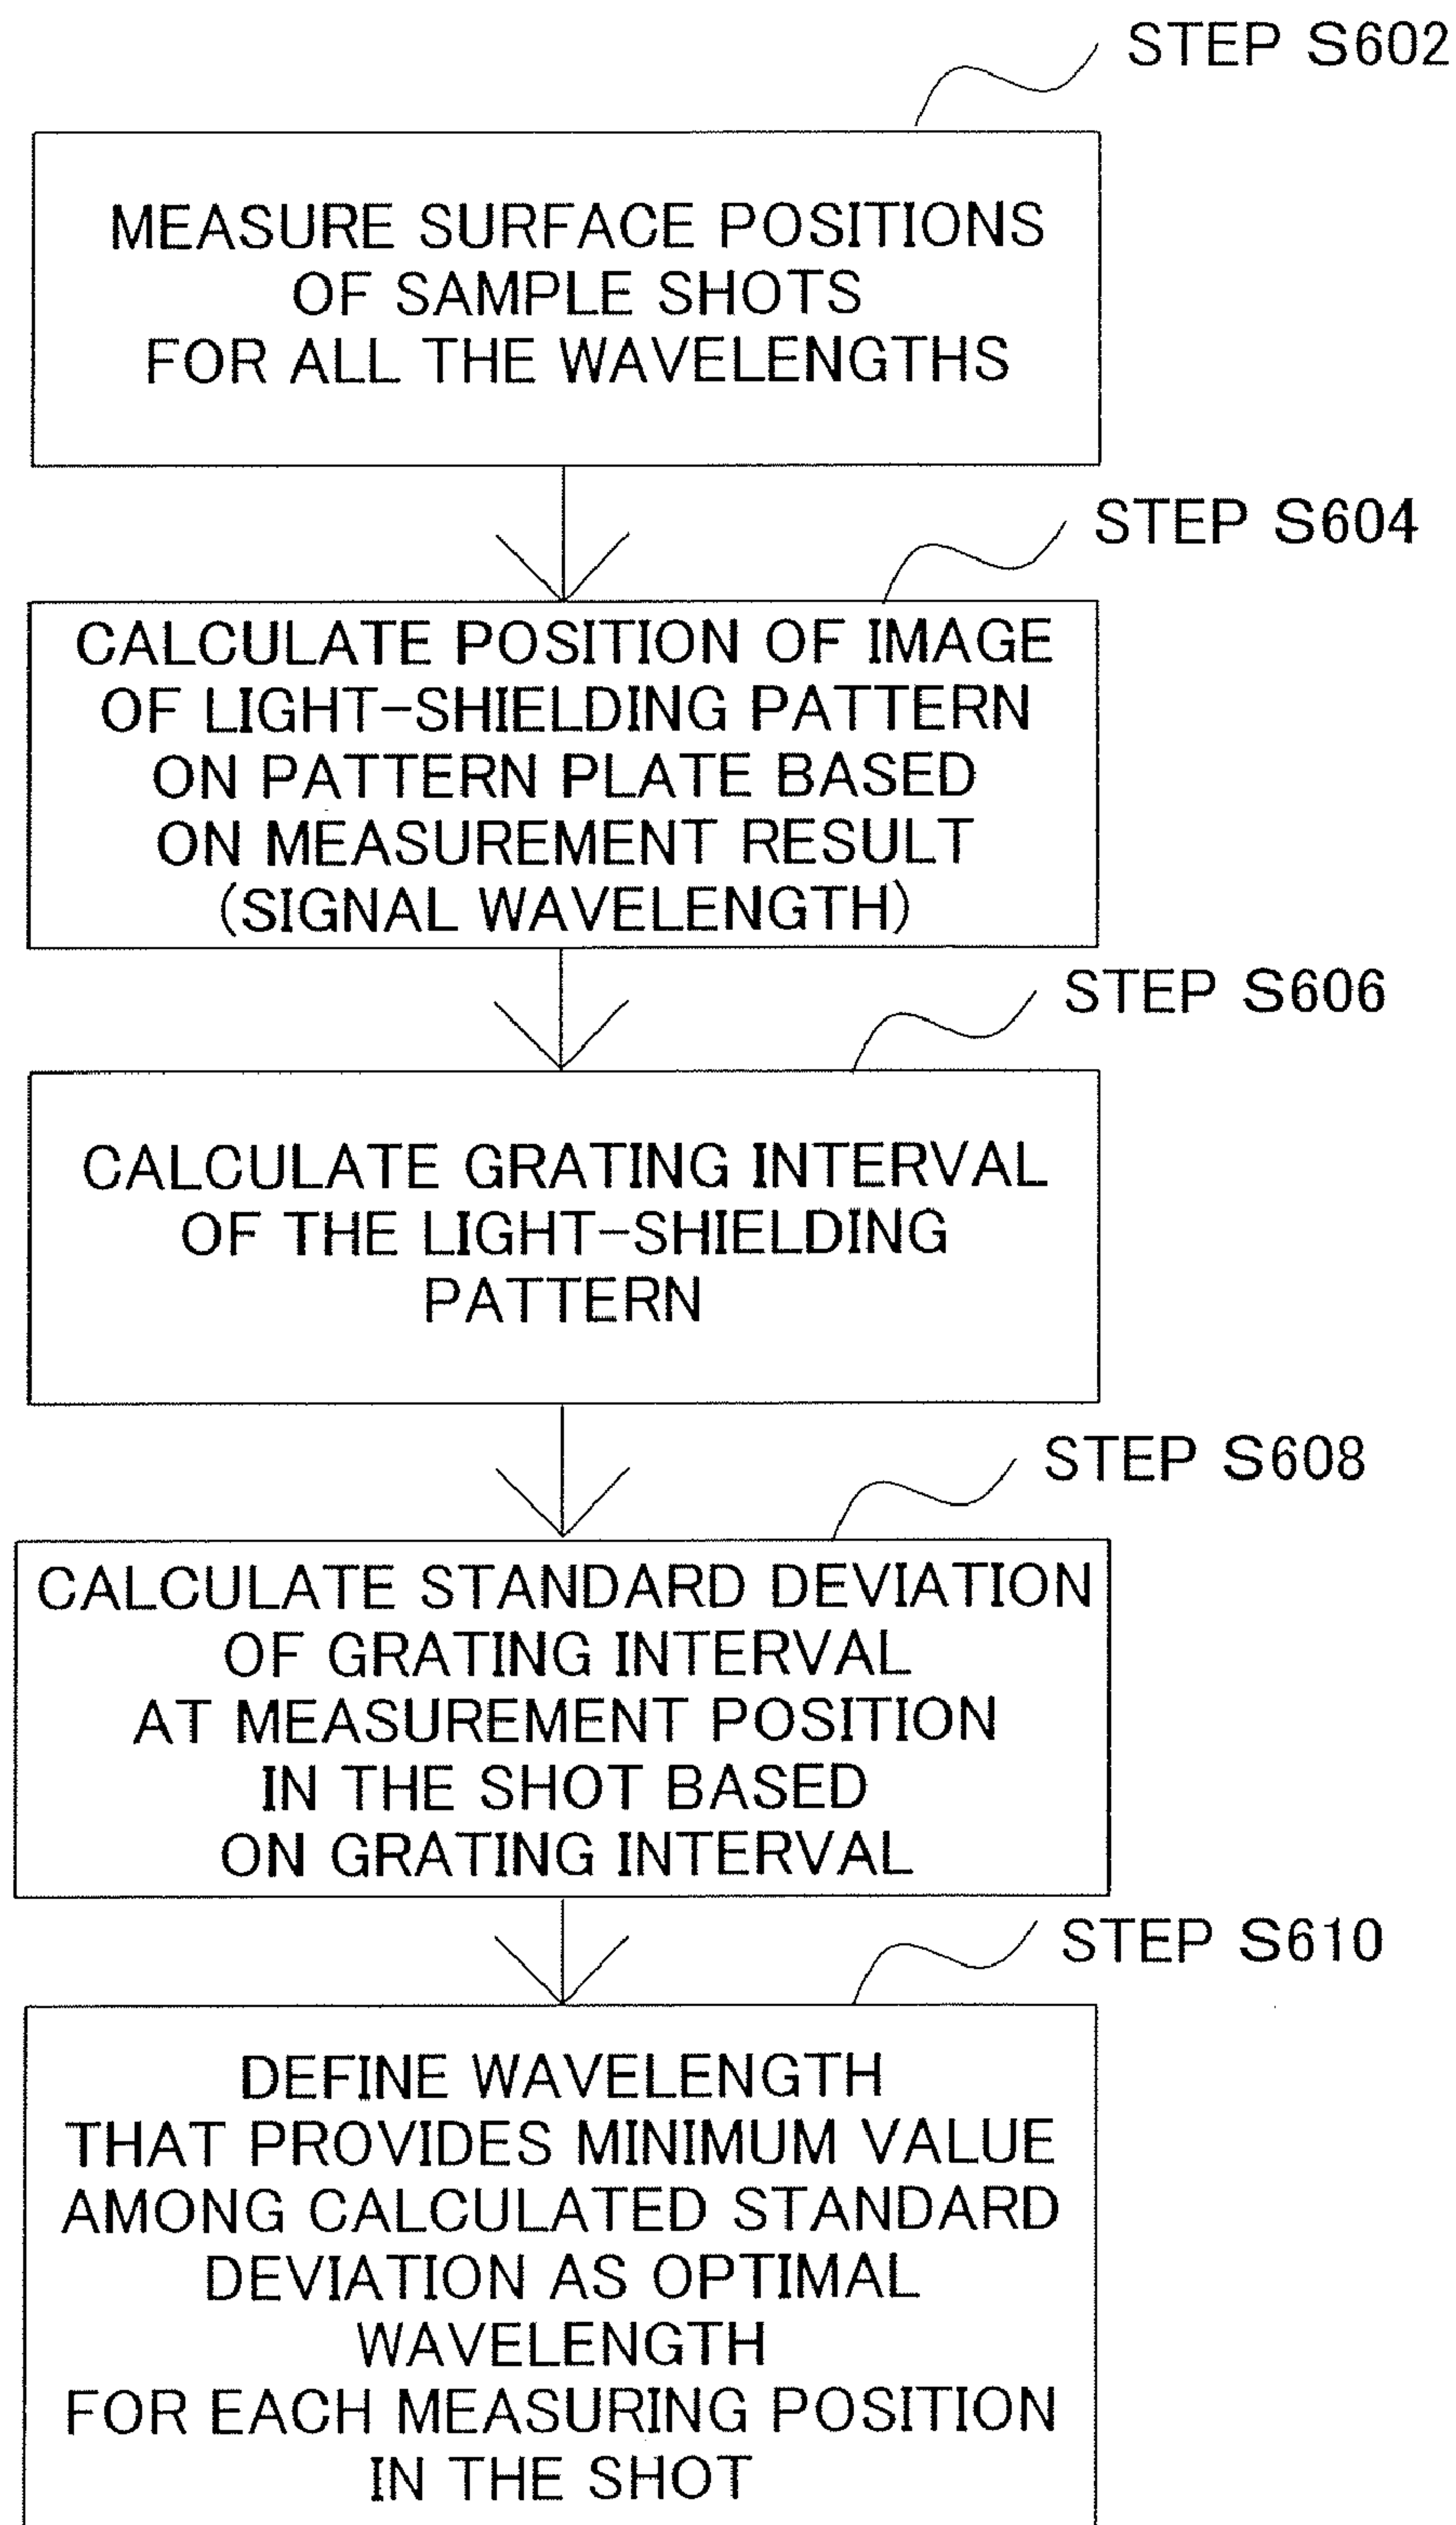 STEP S602
MEASURE SURFACE POSITIONS
OF SAMPLE SHOTS
FOR ALL THE WAVELENGTHS
STEP S604
CALCULATE POSITION OF IMAGE
OF LIGHT-SHIELDING PATTERN
ON PATTERN PLATE BASED
ON MEASUREMENT RESULT
(SIGNAL WAVELENGTH)
STEP S606
CALCULATE GRATING INTERVAL
OF THE LIGHT-SHIELDING
PATTERN
STEP S608
CALCULATE STANDARD DEVIATION
OF GRATING INTERVAL
AT MEASUREMENT POSITION
IN THE SHOT BASED
ON GRATING INTERVAL
STEP S610
DEFINE WAVELENGTH
THAT PROVIDES MINIMUM VALUE
AMONG CALCULATED STANDARD
DEVIATION AS OPTIMAL
WAVELENGTH
FOR EACH MEASURING POSITION
IN THE SHOT